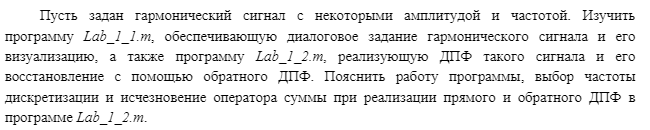 Пусть задан гармонический сигнал с некоторыми амплитудой и частотой. Изучить
программу Lab_1_1.m, обеспечивающую диалоговое задание гармонического сигнала и его
визуализацию, а также программу Lab_1_2.m, реализующую ДПФ такого сигнала и его
восстановление с помощью обратного ДПФ. Пояснить работу программы, выбор частоты
дискретизации и исчезновение оператора суммы при реализации прямого и обратного ДПФ в
программе Lab_1_2.m.